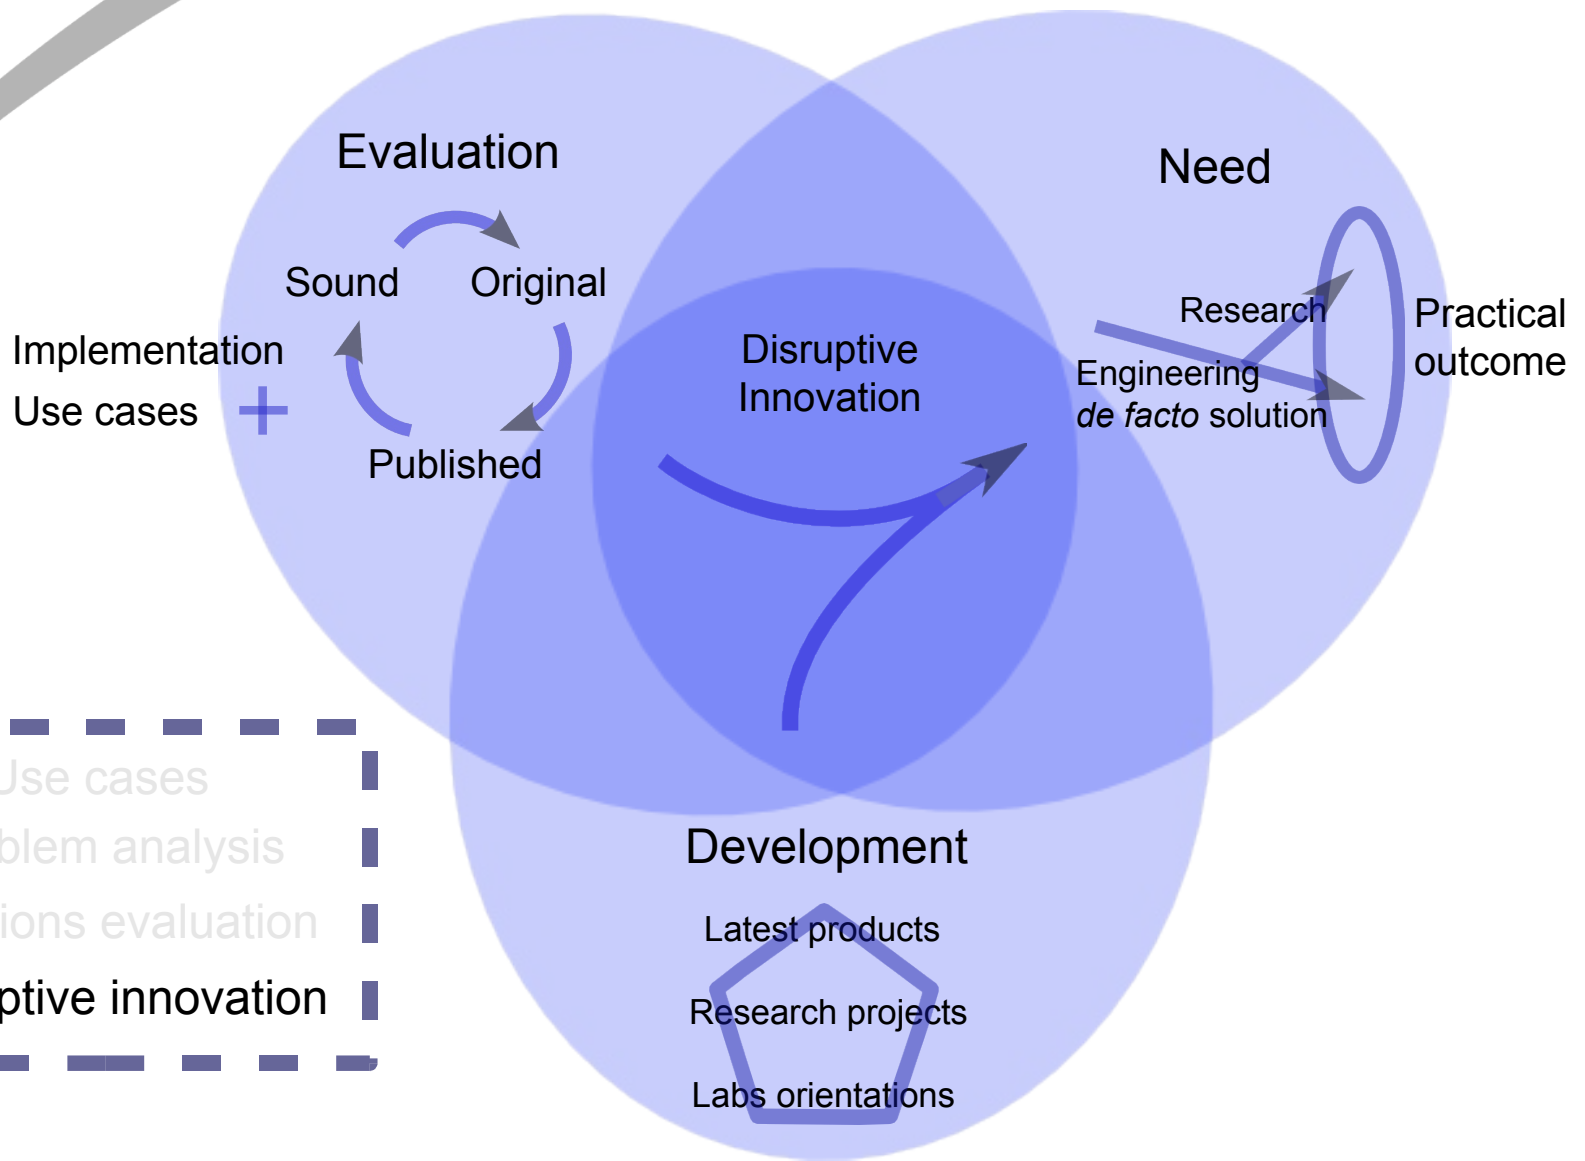 Evaluation
Need
Sound
Original
Research
Practical
outcome
Implementation
Use cases
Disruptive
Innovation
Engineering
de facto solution
Published
Use cases
blem analysis
ions evaluation
ptive innovation
Development
Latest products
Research projects
Labs orientations